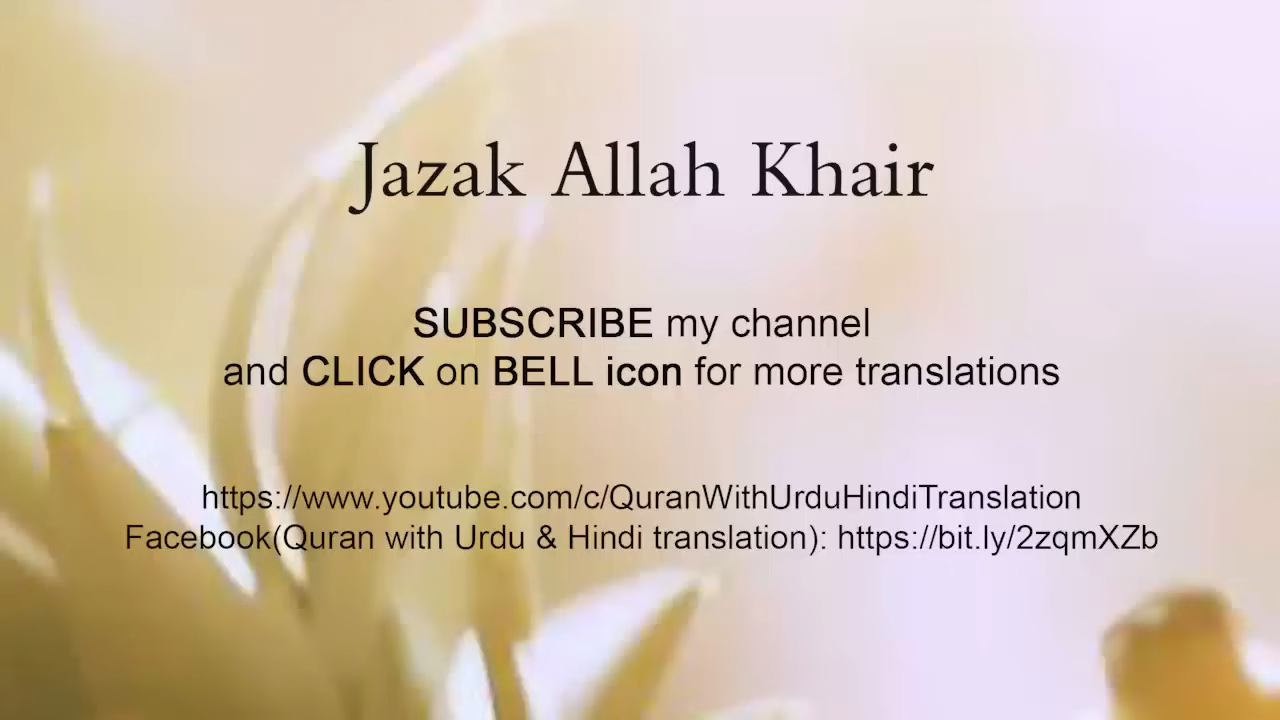 Jazak Allah Khair
SUBSCRIBE my channel
and CLICK on BELL icon for more translations
https://www.youtube.com/c/QuranWithUrduHindiTranslation
Facebook(Quran with Urdu & Hindi translation): https://bit.ly/2zqmXZb